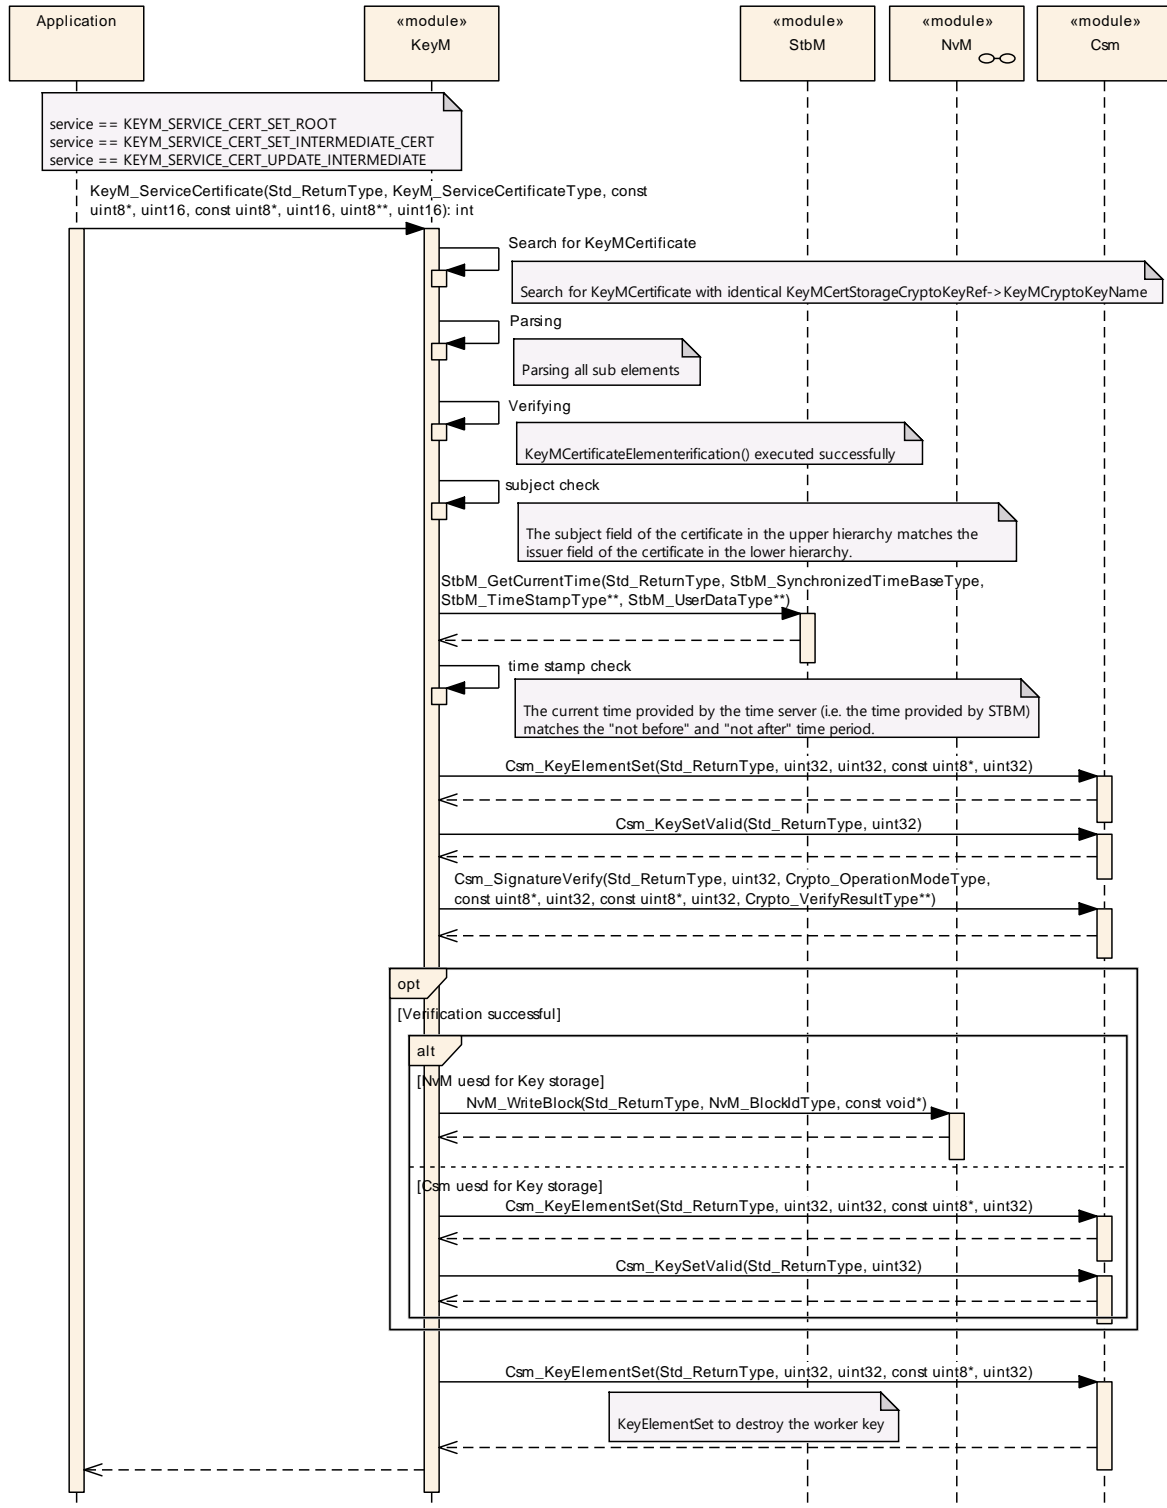 Application
«module»
KeyM
«module»
StbM
«module»
NvM
«module»
Csm
service == KEYM_SERVICE_CERT_SET_ROOT
service == KEYM_SERVICE_CERT_SET_INTERMEDIATE_CERT
service == KEYM_SERVICE_CERT_UPDATE_INTERMEDIATE
KeyM_ServiceCertificate(Std_ReturnType, KeyM_ServiceCertificateType, const
uint8*, uint16, const uint8*, uint16, uint8**, uint16): int
Search for KeyMCertificate
Search for KeyMCertificate with identical KeyMCertStorageCryptoKeyRef->KeyMCryptoKeyName
Parsing
Parsing all sub elements
Verifying
KeyMCertificateElementerification() executed successfully
subject check
The subject field of the certificate in the upper hierarchy matches the
issuer field of the certificate in the lower hierarchy.
StbM_GetCurrentTime(Std_ReturnType, StbM_SynchronizedTimeBaseType,
StbM_TimeStampType**, StbM_UserDataType**)
time stamp check
The current time provided by the time server (i.e. the time provided by STBM)
matches the "not before" and "not after" time period.
Csm_KeyElementSet(Std_ReturnType, uint32, uint32, const uint8*, uint32)
Csm_KeySetValid(Std_ReturnType, uint32)
Csm_SignatureVerify(Std_ReturnType, uint32, Crypto_OperationModeType,
const uint8*, uint32, const uint8*, uint32, Crypto_VerifyResultType**)
opt
[Verification successful]
alt
[NvM uesd for Key storage]
NvM_WriteBlock(Std_ReturnType, NvM_BlockIdType, const void*)
[Csm uesd for Key storage]
Csm_KeyElementSet(Std_ReturnType, uint32, uint32, const uint8*, uint32)
Csm_KeySetValid(Std_ReturnType, uint32)
Csm_KeyElementSet(Std_ReturnType, uint32, uint32, const uint8*, uint32)
KeyElementSet to destroy the worker key